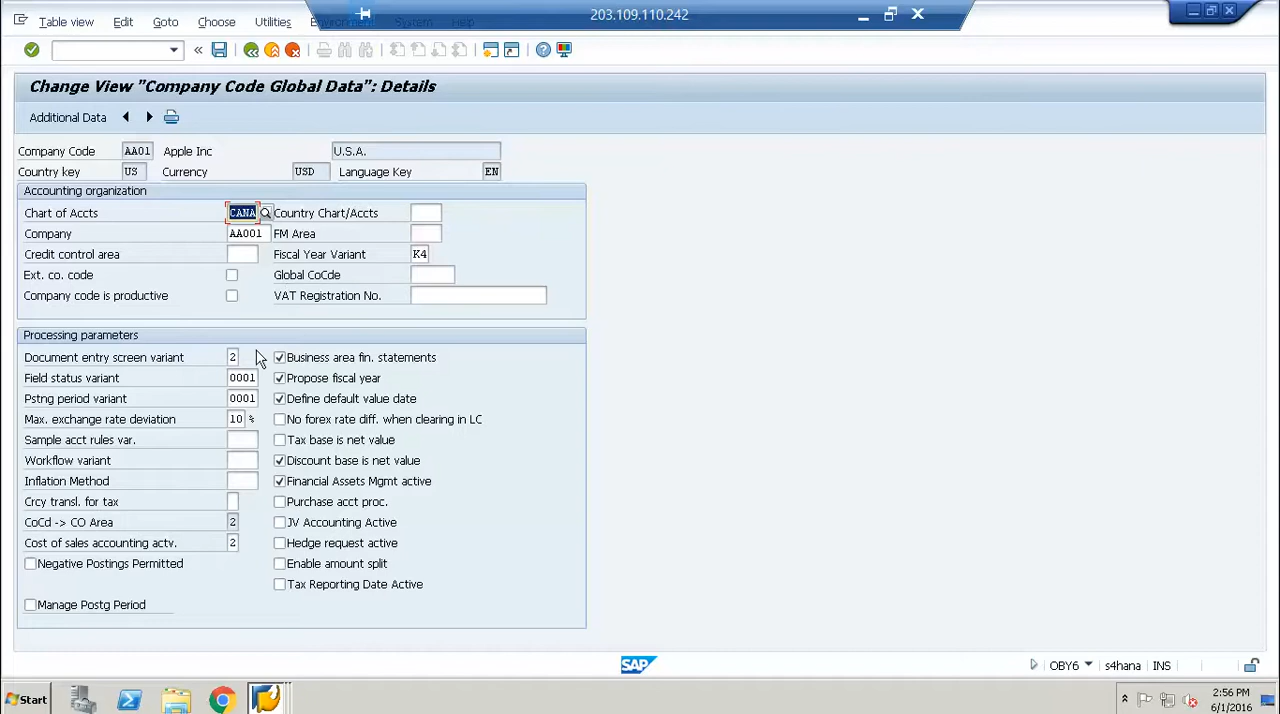 203.109.110.242
Table view Edit Goto Choose Utilities Environment System Help
Change View "Company Code Global Data": Details
Additional Data
Company Code AA01 Apple Inc U.S.A.
Country key US Currency USD Language Key EN
Accounting organization
Chart of Accts CANA Country Chart/Accts
Company AA001 FM Area
Credit control area Fiscal Year Variant K4
Ext. co. code Global CoCde
Company code is productive VAT Registration No.
Processing parameters
Document entry screen variant 2 Business area fin. statements
Field status variant 0001 Propose fiscal year
Pstng period variant 0001 Define default value date
Max. exchange rate deviation 10 % No forex rate diff. when clearing in LC
Sample acct rules var. Tax base is net value
Workflow variant Discount base is net value
Inflation Method Financial Assets Mgmt active
Crcy transl. for tax Purchase acct proc.
CoCd -> CO Area 2 JV Accounting Active
Cost of sales accounting actv. 2 Hedge request active
Negative Postings Permitted Enable amount split
Tax Reporting Date Active
Manage Postg Period
SAP OBY6 s4hana INS
Start 2:56 PM
6/1/2016